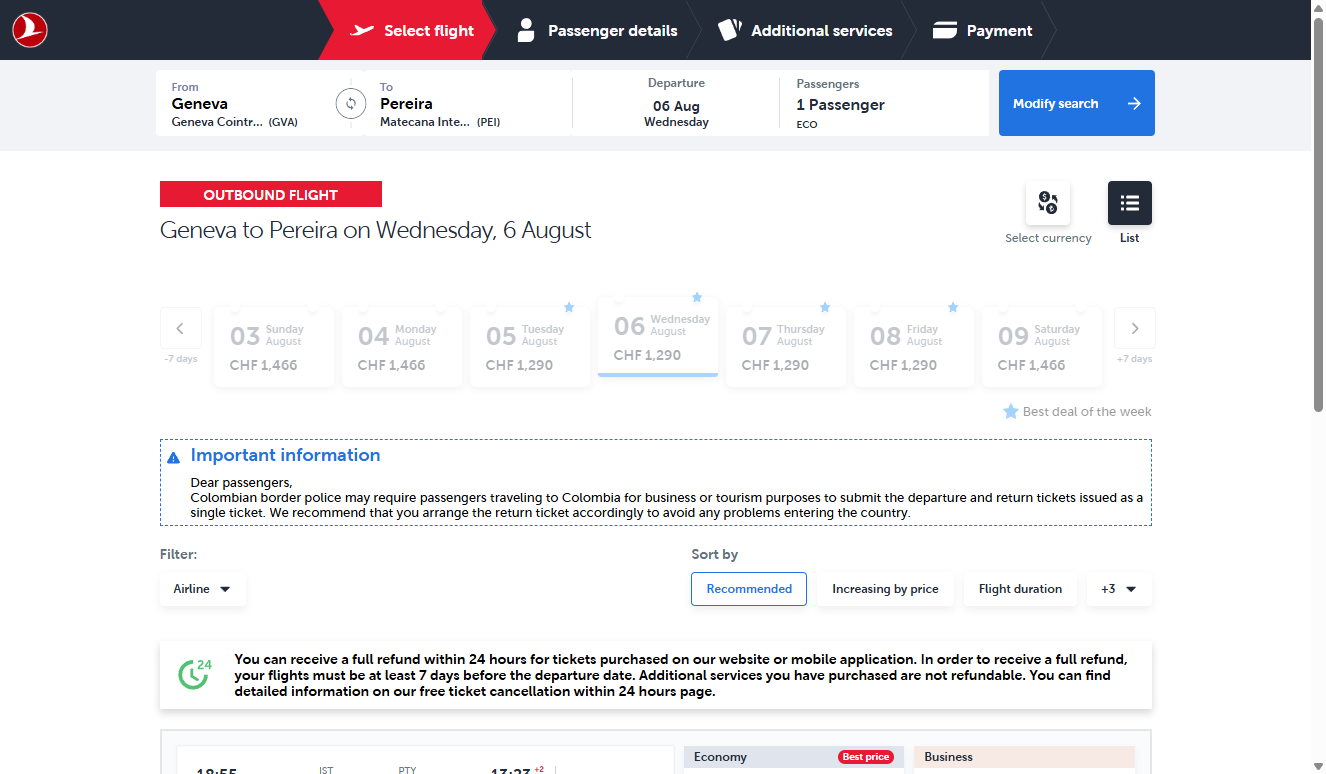 Select flight
Passenger details
Additional services
Payment
From
Geneva
Geneva Cointr... (GVA)
To
Pereira
Matecana Inte... (PEI)
Departure
06 Aug
Wednesday
Passengers
1 Passenger
ECO
Modify search
OUTBOUND FLIGHT
Geneva to Pereira on Wednesday, 6 August
Select currency
List
-7 days
03 Sunday August
CHF 1,466
04 Monday August
CHF 1,466
05 Tuesday August
CHF 1,290
06 Wednesday August
CHF 1,290
07 Thursday August
CHF 1,290
08 Friday August
CHF 1,290
09 Saturday August
CHF 1,466
+7 days
Best deal of the week
Important information
Dear passengers,
Colombian border police may require passengers traveling to Colombia for business or tourism purposes to submit the departure and return tickets issued as a
single ticket. We recommend that you arrange the return ticket accordingly to avoid any problems entering the country.
Filter:
Airline
Sort by
Recommended
Increasing by price
Flight duration
+3
24
You can receive a full refund within 24 hours for tickets purchased on our website or mobile application. In order to receive a full refund,
your flights must be at least 7 days before the departure date. Additional services you have purchased are not refundable. You can find
detailed information on our free ticket cancellation within 24 hours page.
18:55
IST
PTY
13:23 +2
Economy
Best price
Business